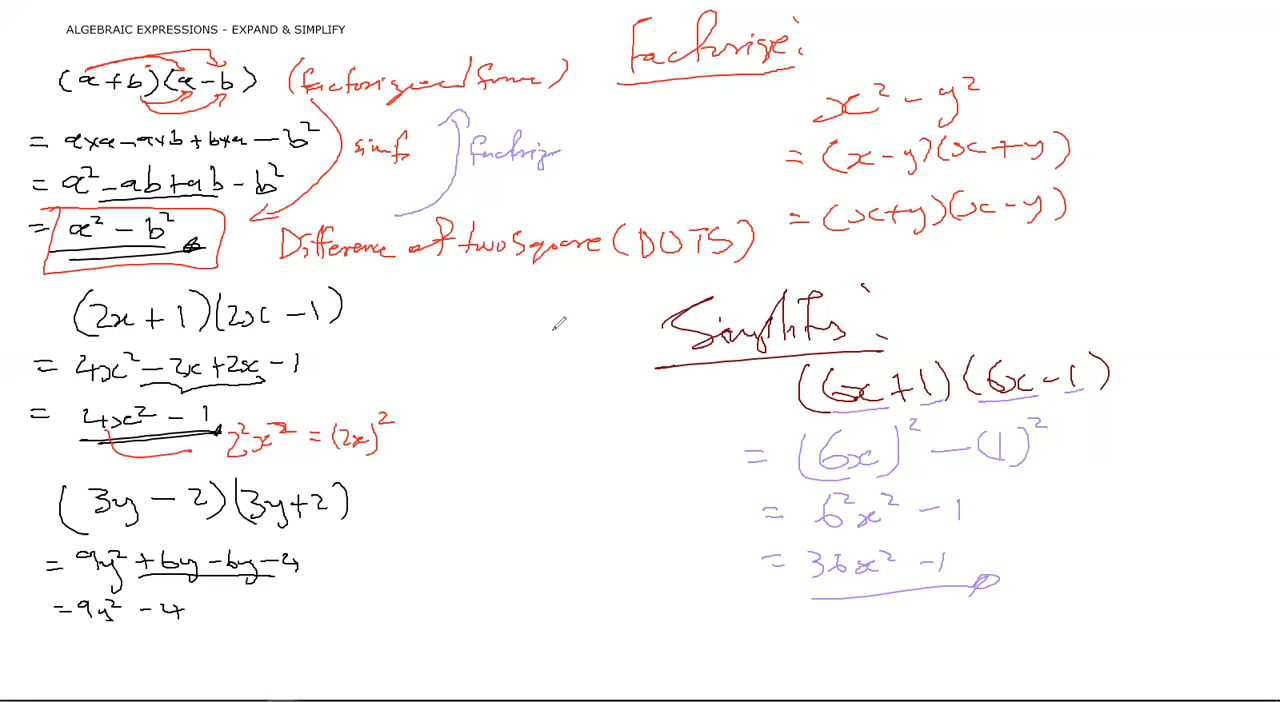 ALGEBRAIC EXPRESSIONS - EXPAND & SIMPLIFY
(a+b)(a-b) (factorized form)
= a×a-a×b+b×a-b²
= a²-ab+ab-b²
= a²-b²
simf
factriz
Difference of two square (DOTS)
(2x+1)(2x-1)
= 4x²-2x+2x-1
= 4x²-1
2²x² = (2x)²
(3y-2)(3y+2)
= 9y²+6y-6y-4
= 9y²-4
Factorize:
x²-y²
= (x-y)(x+y)
= (x+y)(x-y)
Simplify:
(6x+1)(6x-1)
= (6x)²-(1)²
= 6²x²-1
= 36x²-1